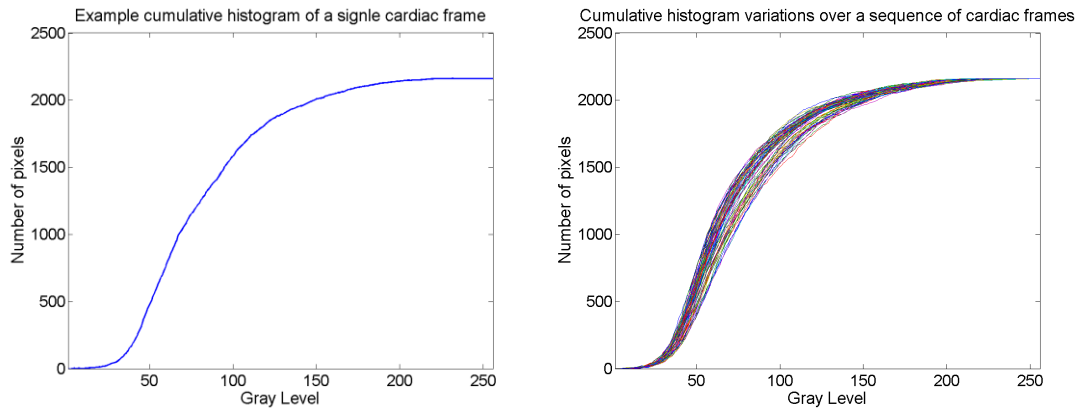 Example cumulative histogram of a signle cardiac frame
2500
2000
1500
1000
500
0
50 100 150 200 250
Gray Level
Number of pixels
Cumulative histogram variations over a sequence of cardiac frames
2500
2000
1500
1000
500
0
50 100 150 200 250
Gray Level
Number of pixels